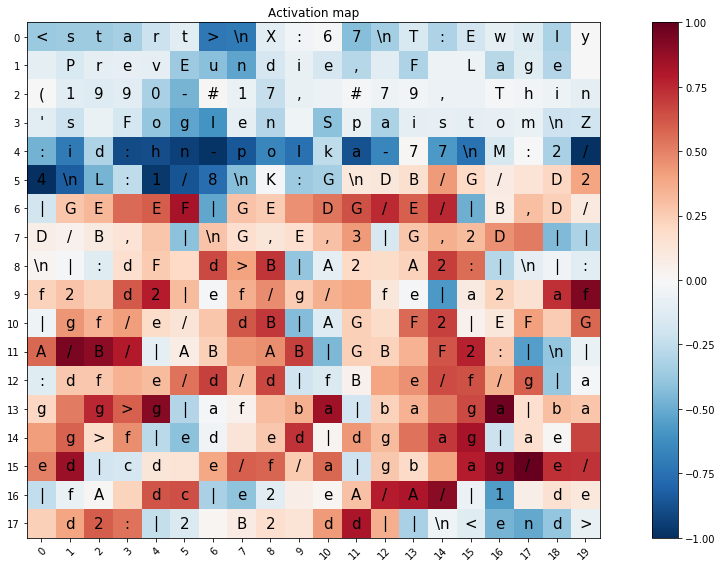 Activation map
0 < s t a r t > \n X : 6 7 \n T : E w w l y
1 P r e v E u n d i e , F L a g e
2 ( 1 9 9 0 - # 1 7 , # 7 9 , T h i n
3 ' s F o g l e n S p a i s t o m \n Z
4 : i d : h n - p o l k a - 7 7 \n M : 2 /
5 4 \n L : 1 / 8 \n K : G \n D B / G / D 2
6 | G E E F | G E D G / E / | B , D /
7 D / B , | \n G , E , 3 | G , 2 D | |
8 \n | : d F d > B | A 2 A 2 : | \n | :
9 f 2 d 2 | e f / g / f e | a 2 a f
10 | g f / e / d B | A G F 2 | E F G
11 A / B / | A B A B | G B F 2 : | \n |
12 : d f e / d / d | f B e / f / g | a
13 g g > g | a f b a | b a g a | b a
14 g > f | e d e d | d g a g | a e
15 e d | c d e / f / a | g b a g / e /
16 | f A d c | e 2 e A / A / | 1 d e
17 d 2 : | 2 B 2 d d | | \n < e n d >
0 1 2 3 4 5 6 7 8 9 10 11 12 13 14 15 16 17 18 19
1.00
0.75
0.50
0.25
0.00
-0.25
-0.50
-0.75
-1.00